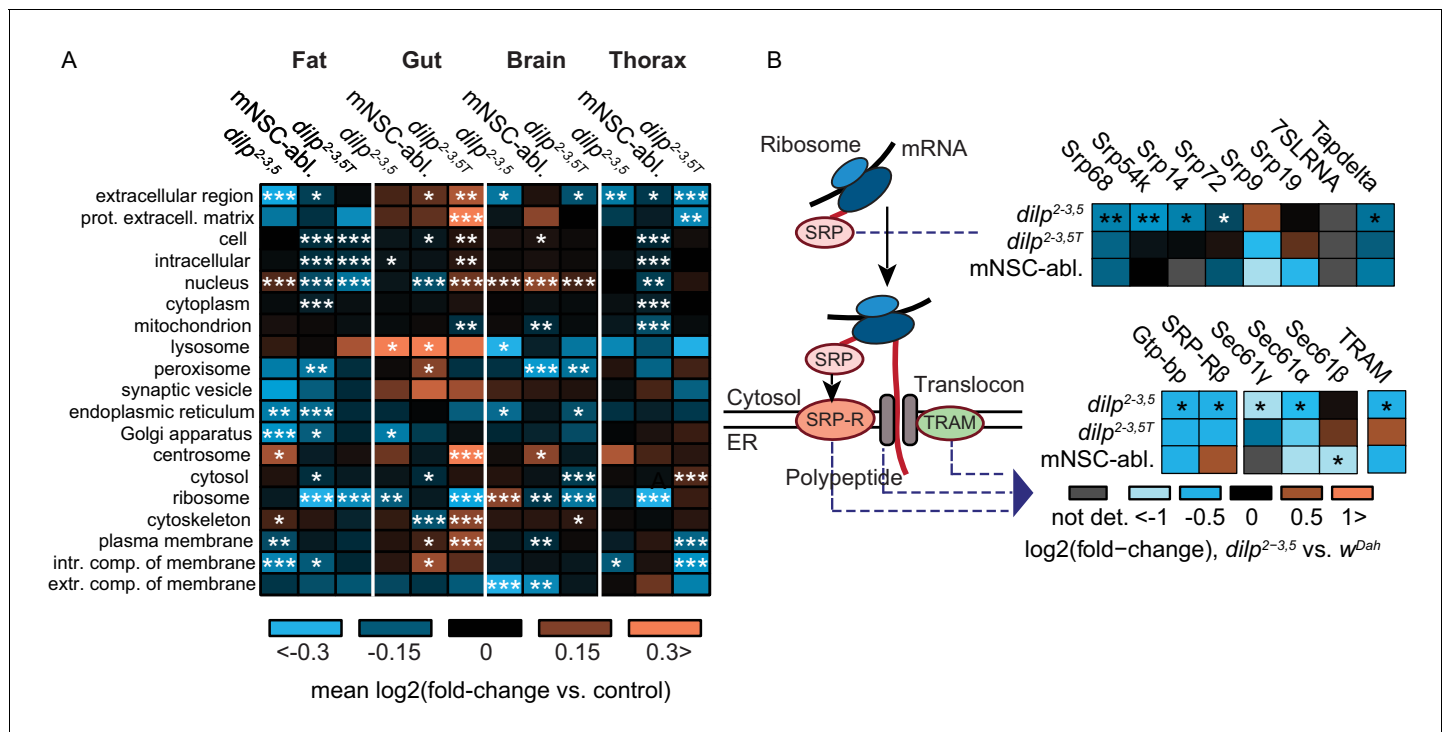 A
Fat Gut Brain Thorax
dilp2-3,5 mNSC-abl. dilp2-3,5T dilp2-3,5 mNSC-abl. dilp2-3,5T dilp2-3,5 mNSC-abl. dilp2-3,5T dilp2-3,5 mNSC-abl. dilp2-3,5T
extracellular region *** * * ** * * ** * ***
prot. extracell. matrix *** **
cell *** *** * ** * ***
intracellular *** *** * ** ***
nucleus *** *** *** *** *** *** *** *** **
cytoplasm *** ***
mitochondrion ** ** ***
lysosome * * *
peroxisome ** * *** **
synaptic vesicle
endoplasmic reticulum ** *** * *
Golgi apparatus *** * *
centrosome * *** *
cytosol * * *** A ***
ribosome *** *** ** *** *** ** *** ***
cytoskeleton * *** *** *
plasma membrane ** * *** ** ***
intr. comp. of membrane *** * * * ***
extr. comp. of membrane *** **
<-0.3 -0.15 0 0.15 0.3>
mean log2(fold-change vs. control)
B
Ribosome
mRNA
SRP
SRP
Cytosol
Translocon
SRP-R
TRAM
ER
Polypeptide
Srp68 Srp54k Srp14 Srp72 Srp9 Srp19 7SLRNA Tapdelta
dilp2-3,5 ** ** * * *
dilp2-3,5T
mNSC-abl.
Gtp-bp SRP-Rβ Sec61γ Sec61α Sec61β TRAM
dilp2-3,5 * * * * *
dilp2-3,5T
mNSC-abl. *
not det. <-1 -0.5 0 0.5 1>
log2(fold−change), dilp2−3,5 vs. wDah